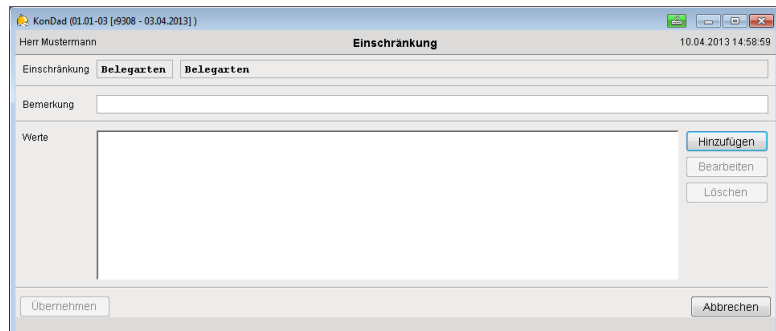 KonDad (01.01-03 [r9308 - 03.04.2013] )
Herr Mustermann Einschränkung 10.04.2013 14:58:59
Einschränkung Belegarten Belegarten
Bemerkung
Werte
Hinzufügen
Bearbeiten
Löschen
Übernehmen Abbrechen